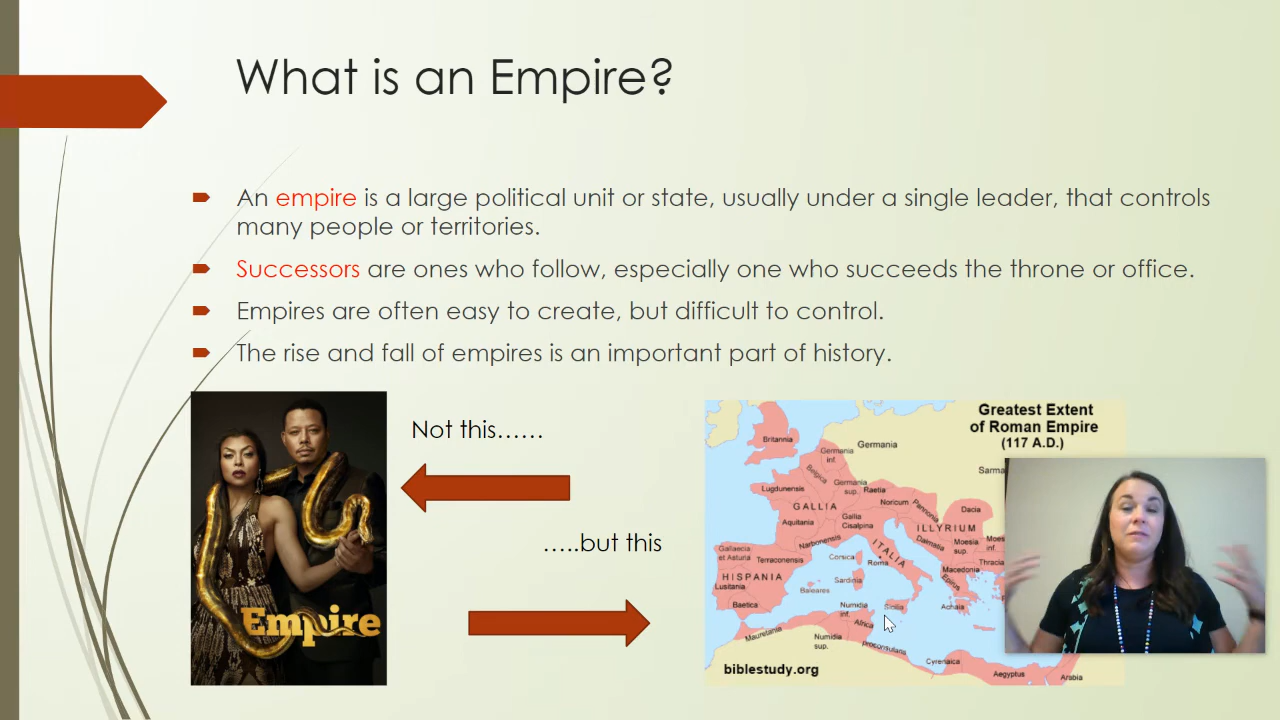 What is an Empire?
An empire is a large political unit or state, usually under a single leader, that controls
many people or territories.
Successors are ones who follow, especially one who succeeds the throne or office.
Empires are often easy to create, but difficult to control.
The rise and fall of empires is an important part of history.
Not this……
…..but this
Empire
Greatest Extent
of Roman Empire
(117 A.D.)
Britannia
Germania
Germania
inf.
Belgica
Sarma
Lugdunensis
Germania
sup.
Raetia
Noricum
Pannonia
Dacia
GALLIA
Aquitania
Gallia
Cisalpina
ILLYRIUM
Dalmatia
Moesia
sup.
Moes
inf.
Narbonensis
Gallaecia
et Asturia
Terraconensis
Corsica
ITALIA
Roma
Thracia
Macedonia
Epirus
HISPANIA
Lusitania
Sardinia
Baleares
Baetica
Numidia
inf.
Sicilia
Achaia
Africa
Mauretania
Numidia
sup.
Proconsularis
Cyrenaica
Aegyptus
Arabia
biblestudy.org